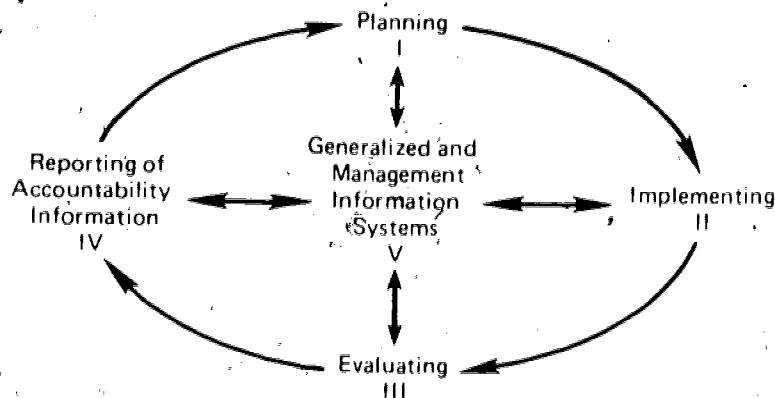 Planning
I
Generalized and
Management
Information
Systems
V
Reporting of
Accountability
Information
IV
Implementing
II
Evaluating
III